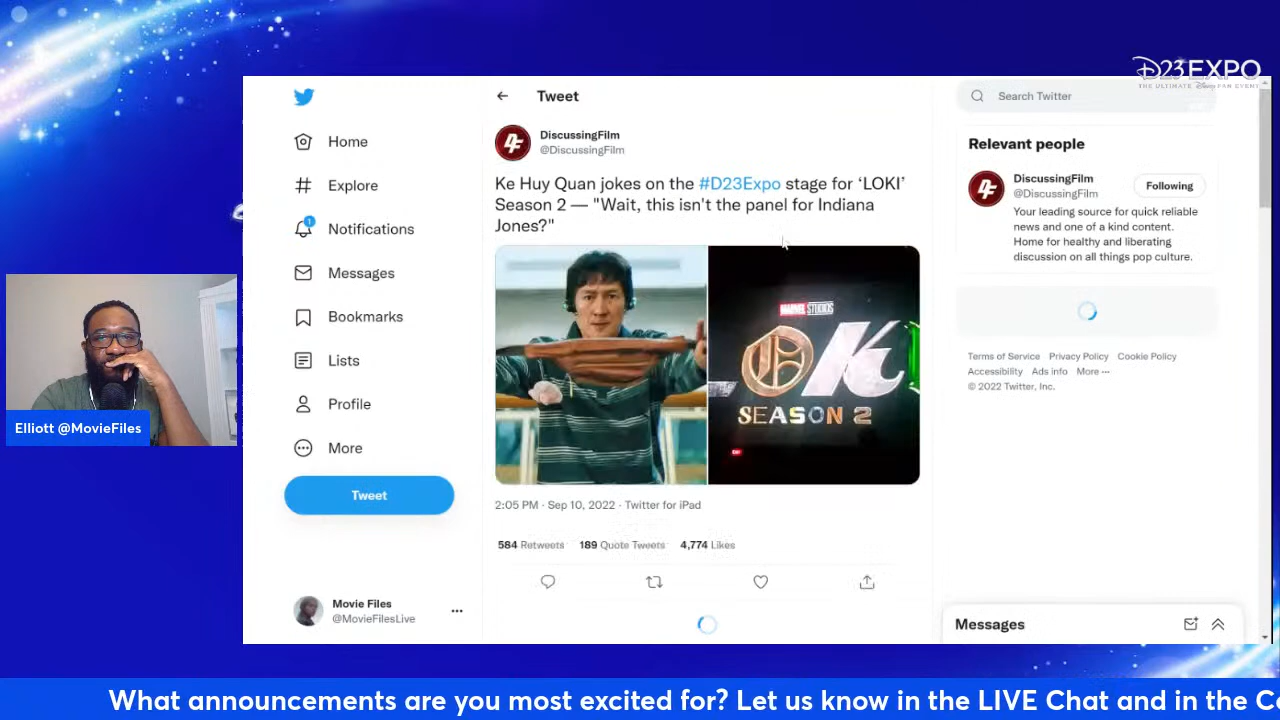 D23 EXPO
THE ULTIMATE Disney FAN EVENT
Tweet
Search Twitter
Home
Explore
1
Notifications
Messages
Bookmarks
Lists
Profile
More
Tweet
Movie Files
@MovieFilesLive
DiscussingFilm
@DiscussingFilm
Ke Huy Quan jokes on the #D23Expo stage for ‘LOKI’
Season 2 — "Wait, this isn't the panel for Indiana
Jones?"
MARVEL STUDIOS
OK
SEASON 2
2:05 PM · Sep 10, 2022 · Twitter for iPad
584 Retweets 189 Quote Tweets 4,774 Likes
Relevant people
DiscussingFilm
@DiscussingFilm
Following
Your leading source for quick reliable
news and one of a kind content.
Home for healthy and liberating
discussion on all things pop culture.
Terms of Service Privacy Policy Cookie Policy
Accessibility Ads info More ···
© 2022 Twitter, Inc.
Messages
Elliott @MovieFiles
What announcements are you most excited for? Let us know in the LIVE Chat and in the C